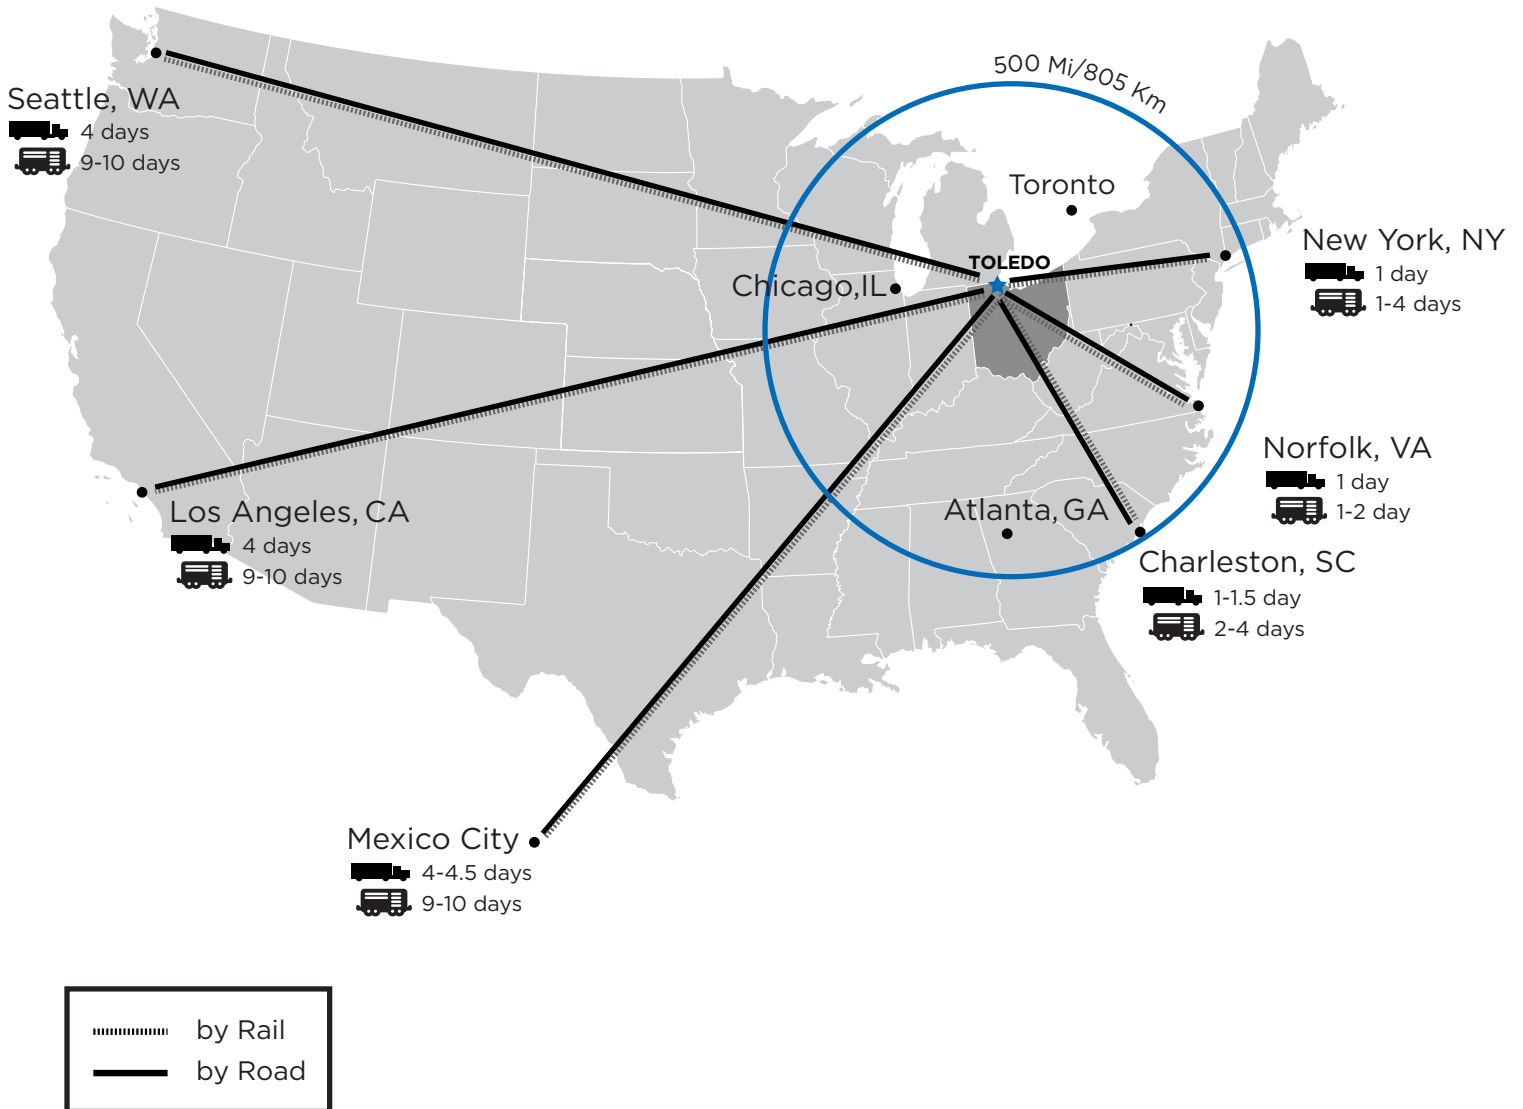 500 Mi/805 Km
Seattle, WA
4 days
9-10 days
Toronto
New York, NY
1 day
1-4 days
TOLEDO
Chicago,IL
Norfolk, VA
1 day
1-2 day
Los Angeles, CA
4 days
9-10 days
Atlanta, GA
Charleston, SC
1-1.5 day
2-4 days
Mexico City
4-4.5 days
9-10 days
by Rail
by Road